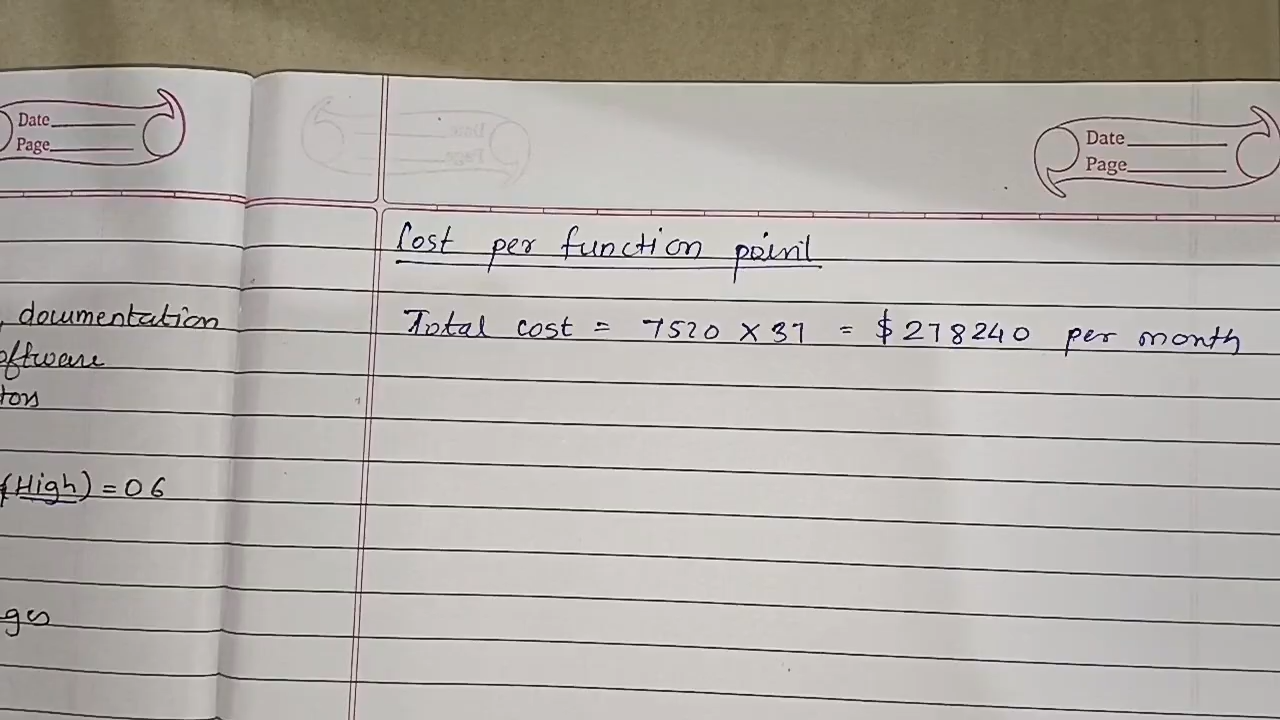 Date
Page
Date
Page
Cost per function point
Total cost = 7520 × 37 = $278240 per month
documentation
oftware
tors
(High) = 06
ges